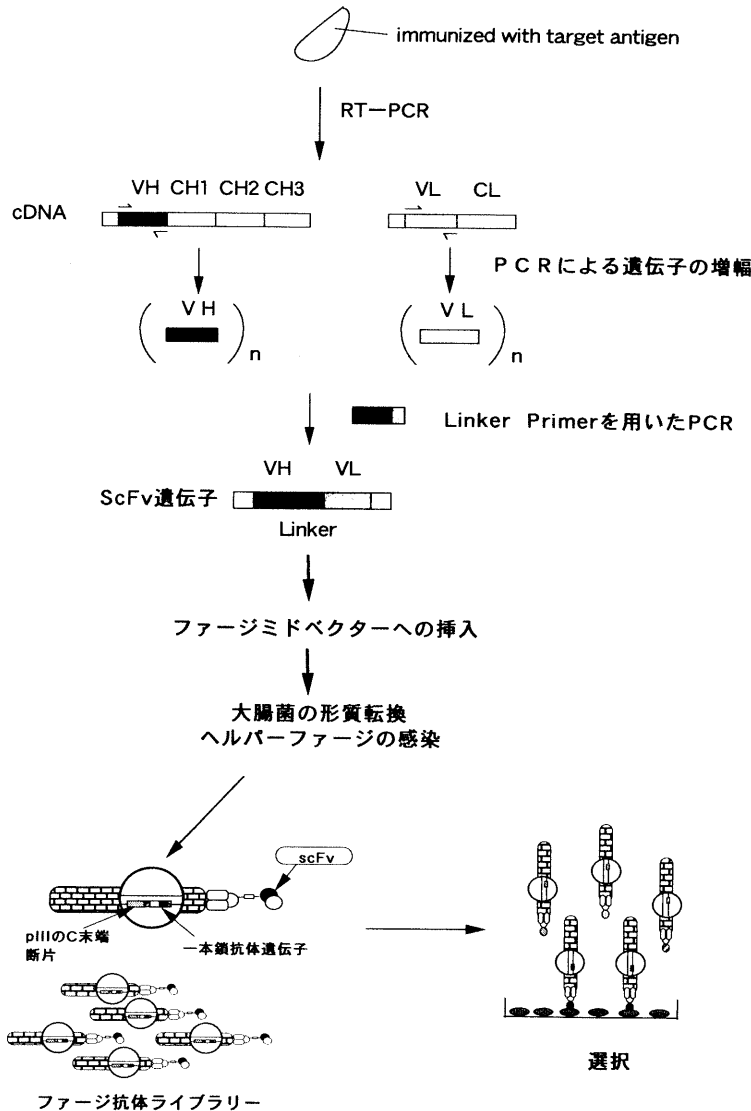 immunized with target antigen
RT－PCR
VH CH1 CH2 CH3
VL CL
cDNA
ＰＣＲによる遺伝子の増幅
VH
n
VL
n
Linker Primerを用いたPCR
VH VL
ScFv遺伝子
Linker
ファージミドベクターへの挿入
大腸菌の形質転換
ヘルパーファージの感染
scFv
pIIIのC末端
断片
一本鎖抗体遺伝子
選択
ファージ抗体ライブラリー